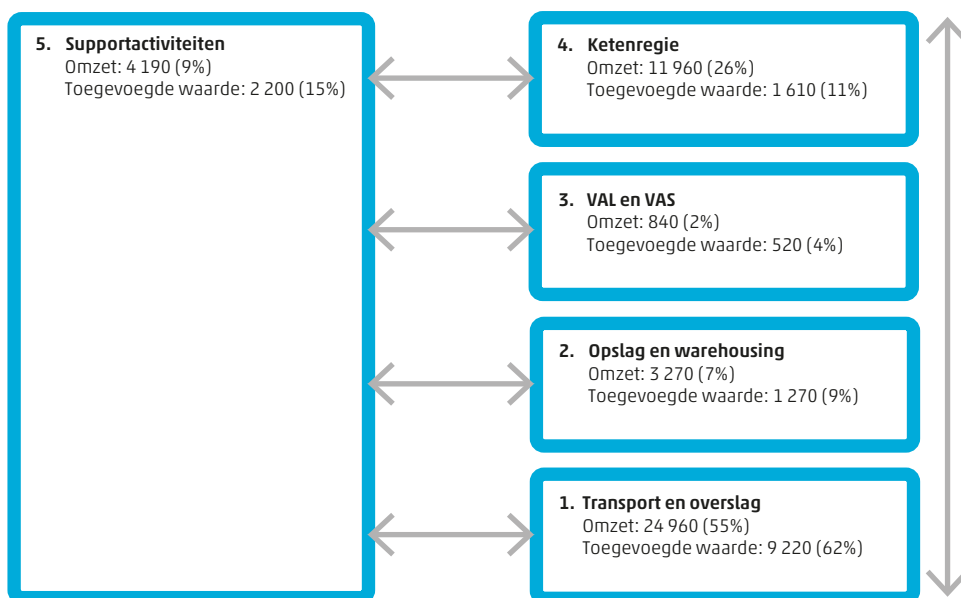 5. Supportactiviteiten
Omzet: 4 190 (9%)
Toegevoegde waarde: 2 200 (15%)
4. Ketenregie
Omzet: 11 960 (26%)
Toegevoegde waarde: 1 610 (11%)
3. VAL en VAS
Omzet: 840 (2%)
Toegevoegde waarde: 520 (4%)
2. Opslag en warehousing
Omzet: 3 270 (7%)
Toegevoegde waarde: 1 270 (9%)
1. Transport en overslag
Omzet: 24 960 (55%)
Toegevoegde waarde: 9 220 (62%)